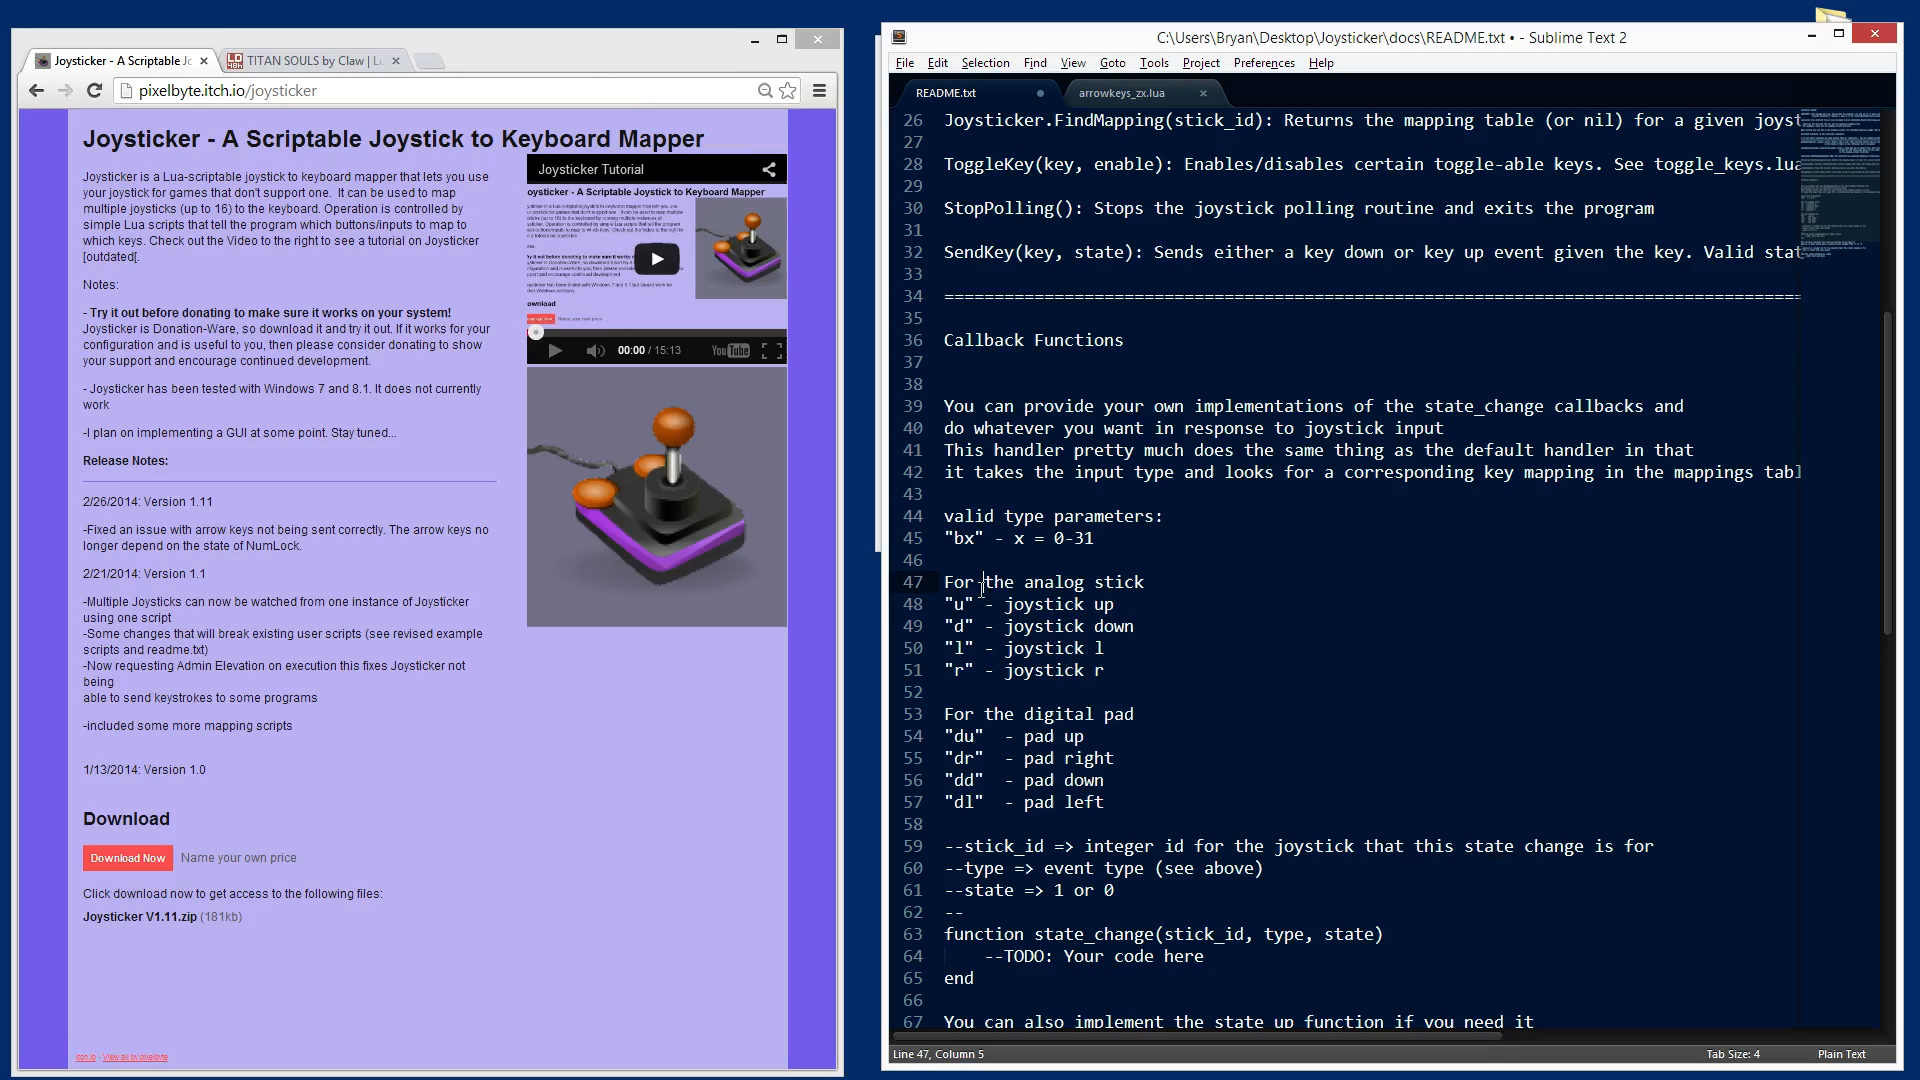 Joysticker - A Scriptable Jc
TITAN SOULS by Claw | L
pixelbyte.itch.io/joysticker
Joysticker - A Scriptable Joystick to Keyboard Mapper
Joysticker is a Lua-scriptable joystick to keyboard mapper that lets you use
your joystick for games that don't support one.  It can be used to map
multiple joysticks (up to 16) to the keyboard. Operation is controlled by
simple Lua scripts that tell the program which buttons/inputs to map to
which keys. Check out the Video to the right to see a tutorial on Joysticker
[outdated[.
Notes:
- Try it out before donating to make sure it works on your system!
Joysticker is Donation-Ware, so download it and try it out. If it works for your
configuration and is useful to you, then please consider donating to show
your support and encourage continued development.
- Joysticker has been tested with Windows 7 and 8.1. It does not currently
work
-I plan on implementing a GUI at some point. Stay tuned...
Release Notes:
2/26/2014: Version 1.11
-Fixed an issue with arrow keys not being sent correctly. The arrow keys no
longer depend on the state of NumLock.
2/21/2014: Version 1.1
-Multiple Joysticks can now be watched from one instance of Joysticker
using one script
-Some changes that will break existing user scripts (see revised example
scripts and readme.txt)
-Now requesting Admin Elevation on execution this fixes Joysticker not
being
able to send keystrokes to some programs
-included some more mapping scripts
1/13/2014: Version 1.0
Download
Download Now Name your own price
Click download now to get access to the following files:
Joysticker V1.11.zip (181kb)
itch.io - View all by pixelbyte
Joysticker Tutorial
oysticker - A Scriptable Joystick to Keyboard Mapper
ownload
00:00 / 15:13 YouTube
C:\Users\Bryan\Desktop\Joysticker\docs\README.txt • - Sublime Text 2
File Edit Selection Find View Goto Tools Project Preferences Help
README.txt arrowkeys_zx.lua
26 Joysticker.FindMapping(stick_id): Returns the mapping table (or nil) for a given joyst
27
28 ToggleKey(key, enable): Enables/disables certain toggle-able keys. See toggle_keys.lua
29
30 StopPolling(): Stops the joystick polling routine and exits the program
31
32 SendKey(key, state): Sends either a key down or key up event given the key. Valid stat
33
34 ======================================================================================
35
36 Callback Functions
37
38
39 You can provide your own implementations of the state_change callbacks and
40 do whatever you want in response to joystick input
41 This handler pretty much does the same thing as the default handler in that
42 it takes the input type and looks for a corresponding key mapping in the mappings tabl
43
44 valid type parameters:
45 "bx" - x = 0-31
46
47 For the analog stick
48 "u" - joystick up
49 "d" - joystick down
50 "l" - joystick l
51 "r" - joystick r
52
53 For the digital pad
54 "du"  - pad up
55 "dr"  - pad right
56 "dd"  - pad down
57 "dl"  - pad left
58
59 --stick_id => integer id for the joystick that this state change is for
60 --type => event type (see above)
61 --state => 1 or 0
62 --
63 function state_change(stick_id, type, state)
64     --TODO: Your code here
65 end
66
67 You can also implement the state up function if you need it
Line 47, Column 5 Tab Size: 4 Plain Text